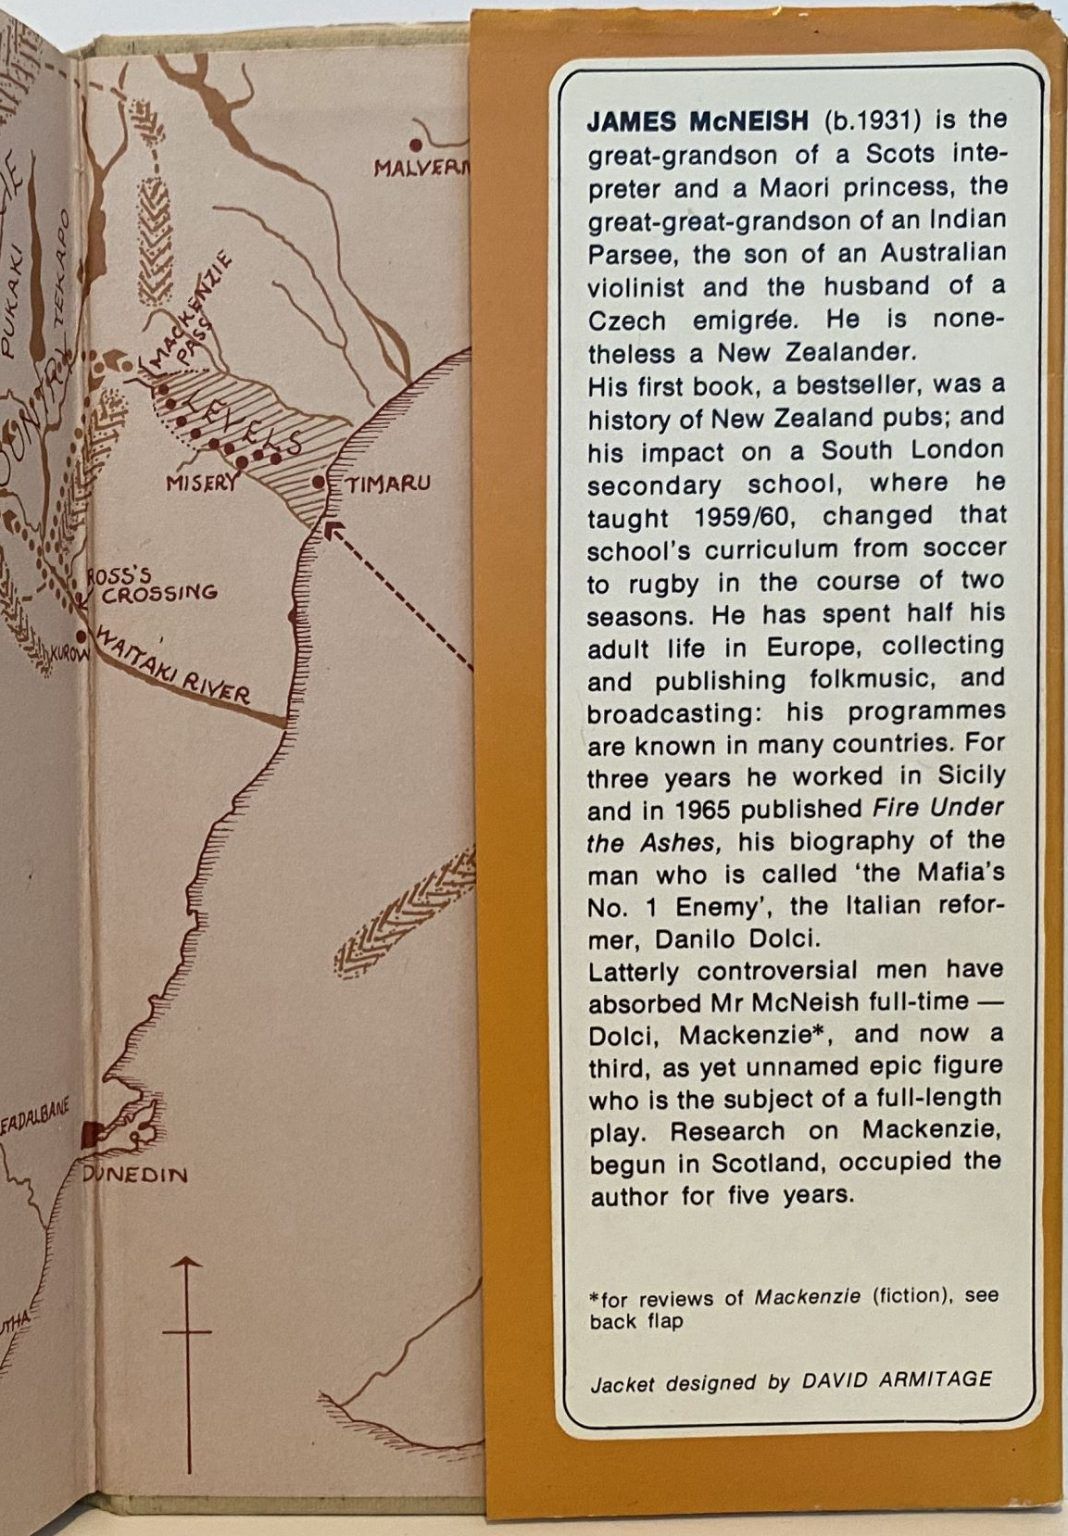 PUKAKI
TEKAPO
MALVERN
MACKENZIE
PASS
LEVELS
MISERY
TIMARU
ROSS'S
CROSSING
KUROW
WAITAKI RIVER
EADALBANE
DUNEDIN
UTHA
JAMES McNEISH (b.1931) is the
great-grandson of a Scots inte-
preter and a Maori princess, the
great-great-grandson of an Indian
Parsee, the son of an Australian
violinist and the husband of a
Czech emigrée. He is none-
theless a New Zealander.
His first book, a bestseller, was a
history of New Zealand pubs; and
his impact on a South London
secondary school, where he
taught 1959/60, changed that
school's curriculum from soccer
to rugby in the course of two
seasons. He has spent half his
adult life in Europe, collecting
and publishing folkmusic, and
broadcasting: his programmes
are known in many countries. For
three years he worked in Sicily
and in 1965 published Fire Under
the Ashes, his biography of the
man who is called 'the Mafia's
No. 1 Enemy', the Italian refor-
mer, Danilo Dolci.
Latterly controversial men have
absorbed Mr McNeish full-time —
Dolci, Mackenzie*, and now a
third, as yet unnamed epic figure
who is the subject of a full-length
play. Research on Mackenzie,
begun in Scotland, occupied the
author for five years.
*for reviews of Mackenzie (fiction), see
back flap
Jacket designed by DAVID ARMITAGE